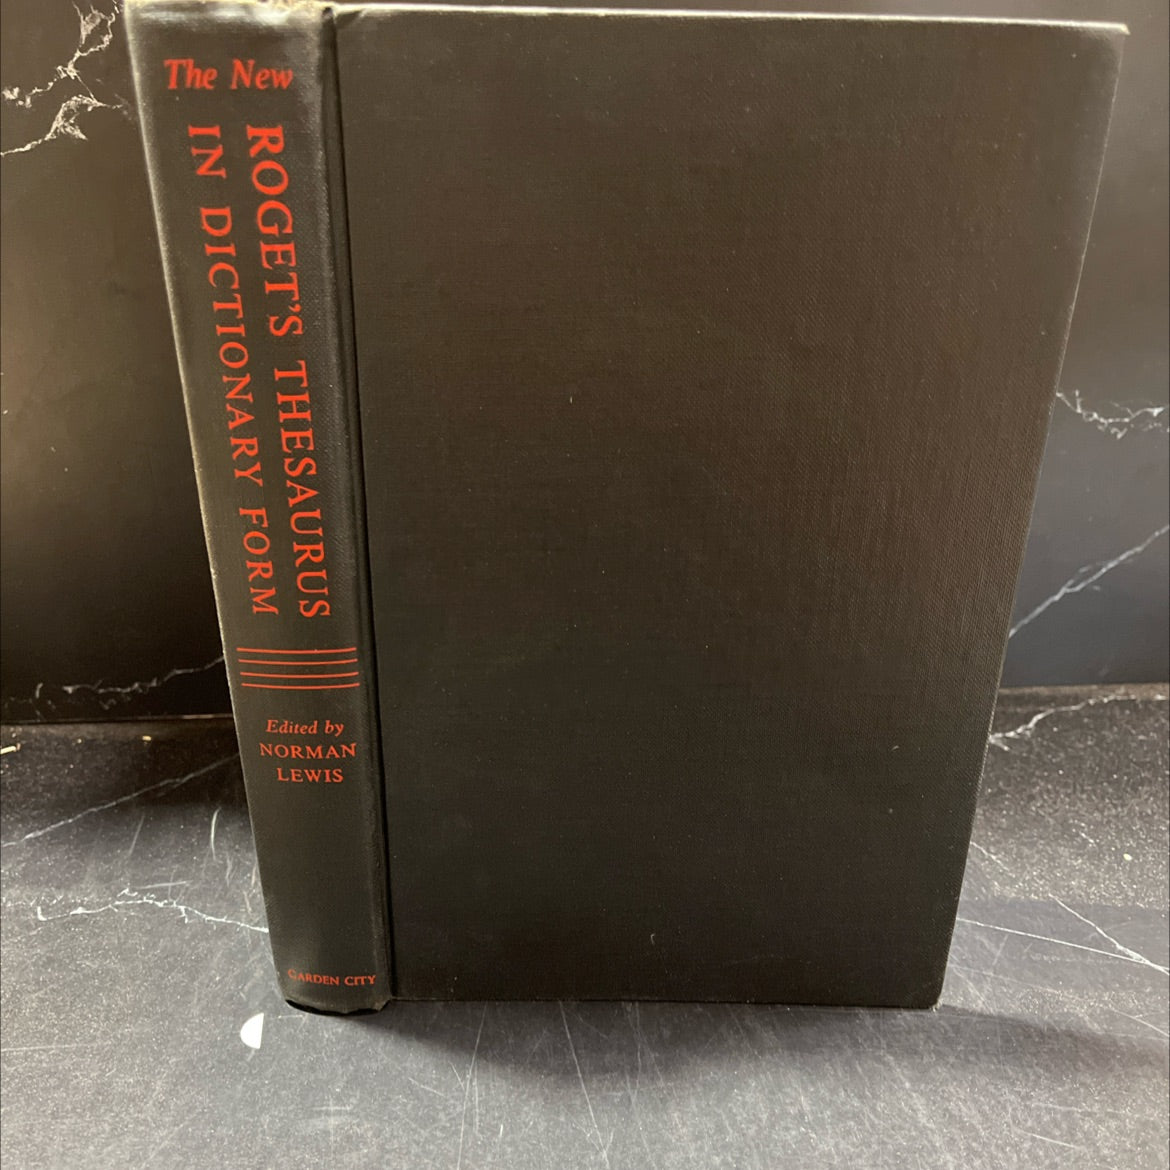 The New
ROGET'S THESAURUS
IN DICTIONARY FORM
Edited by
NORMAN
LEWIS
GARDEN CITY